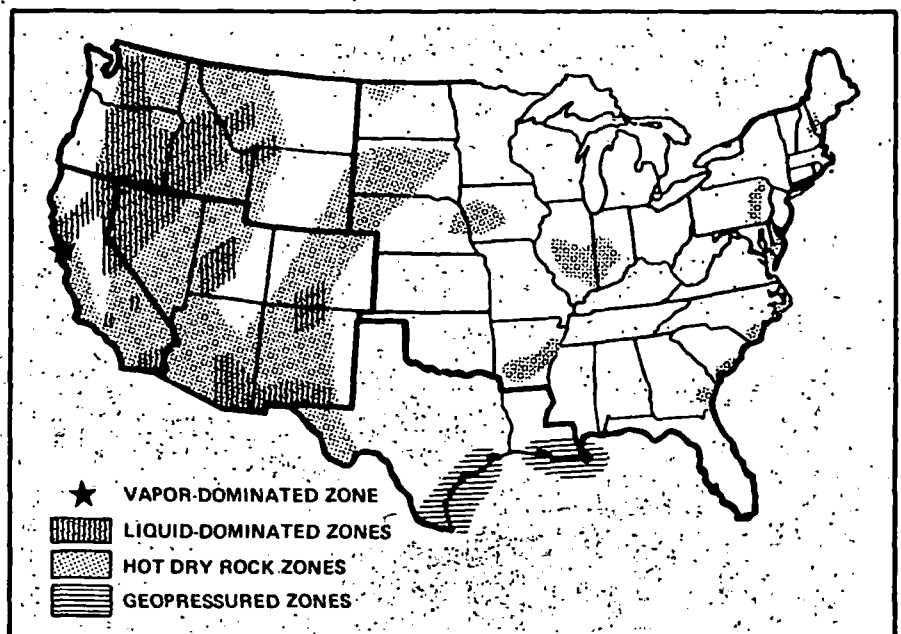 VAPOR-DOMINATED ZONE
LIQUID-DOMINATED ZONES
HOT DRY ROCK ZONES
GEOPRESSURED ZONES